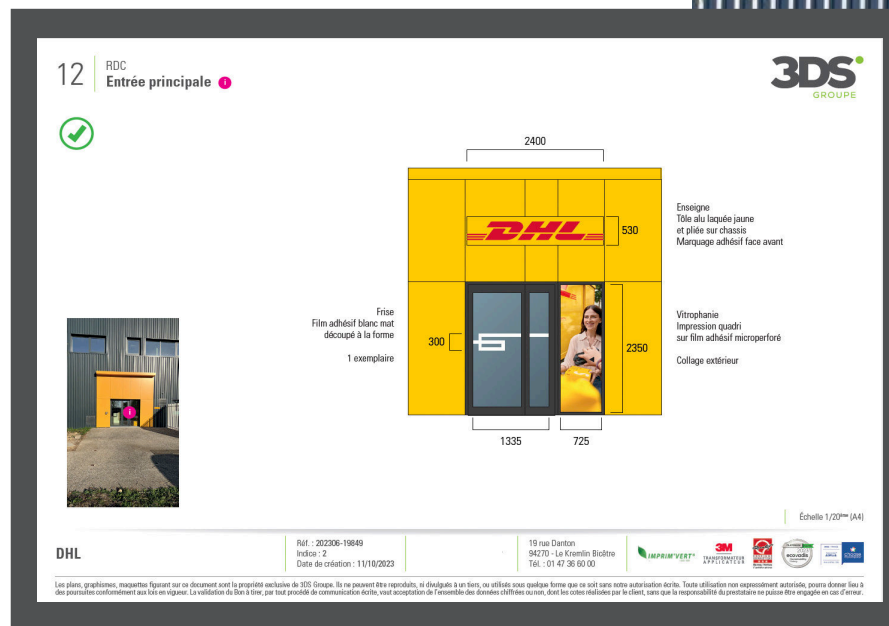 12
RDC
Entrée principale i
3DS
GROUPE
2400
DHL
530
Enseigne
Tôle alu laquée jaune
et pliée sur chassis
Marquage adhésif face avant
Frise
Film adhésif blanc mat
découpé à la forme
1 exemplaire
300
2350
Vitrophanie
Impression quadri
sur film adhésif microperforé
Collage extérieur
i
1335
725
Échelle 1/20ème (A4)
DHL
Réf. : 202306-19849
Indice : 2
Date de création : 11/10/2023
19 rue Danton
94270 - Le Kremlin Bicêtre
Tél. : 01 47 36 60 00
IMPRIM'VERT®
3M
TRANSFORMATEUR
APPLICATEUR
ecovadis
Les plans, graphismes, maquettes figurant sur ce document sont la propriété exclusive de 3DS Groupe. Ils ne peuvent être reproduits, ni divulgués à un tiers, ou utilisés sous quelque forme que ce soit sans notre autorisation écrite. Toute utilisation non expressément autorisée, pourra donner lieu à
des poursuites conformément aux lois en vigueur. La validation du Bon à tirer, par tout procédé de communication écrite, vaut acceptation de l'ensemble des données chiffrées ou non, dont les cotes réalisées par le client, sans que la responsabilité du prestataire ne puisse être engagée en cas d'erreur.